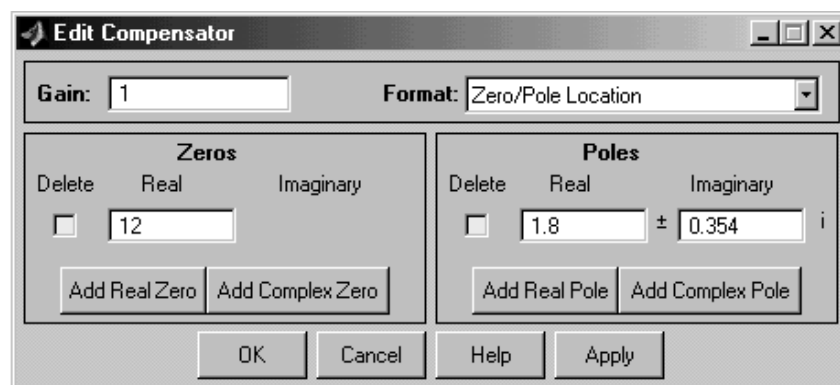 Edit Compensator
Gain: 1 Format: Zero/Pole Location
Zeros
Delete Real Imaginary
12
Add Real Zero Add Complex Zero
Poles
Delete Real Imaginary
1.8 ± 0.354 i
Add Real Pole Add Complex Pole
OK Cancel Help Apply